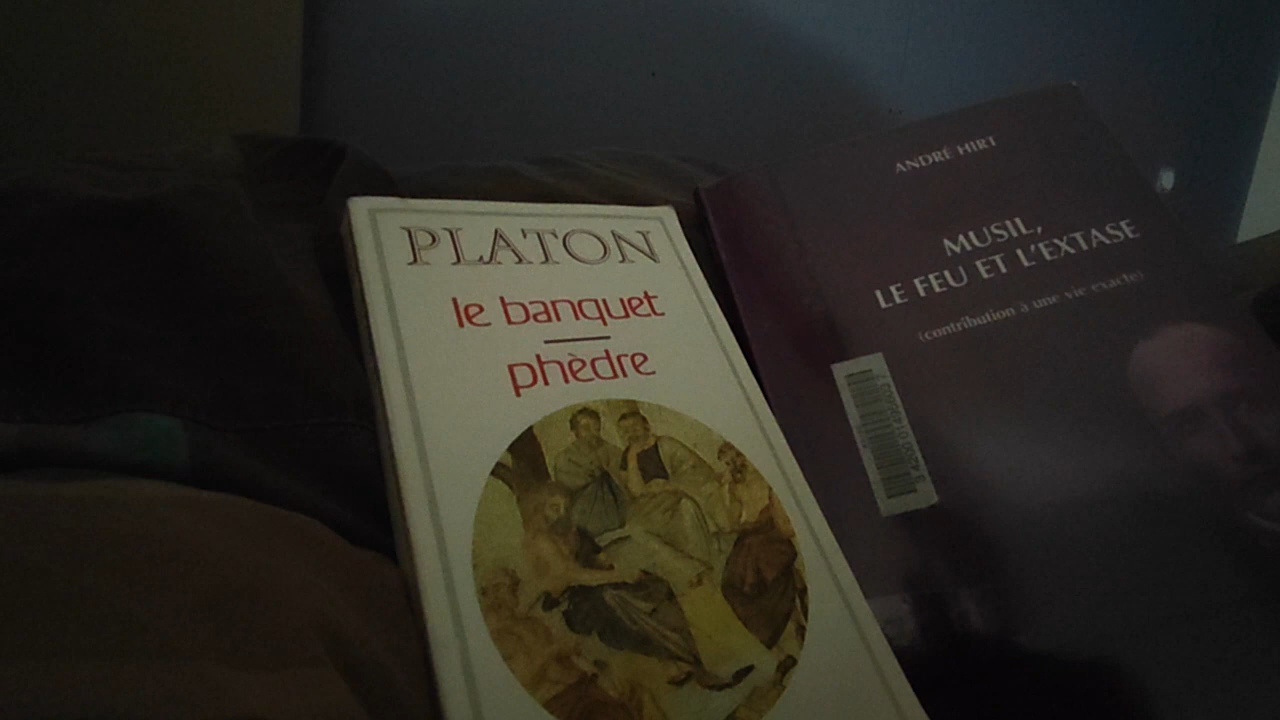 PLATON
le banquet
phèdre
ANDRÉ HIRT
MUSIL,
LE FEU ET L'EXTASE
(contribution à une vie exacte)